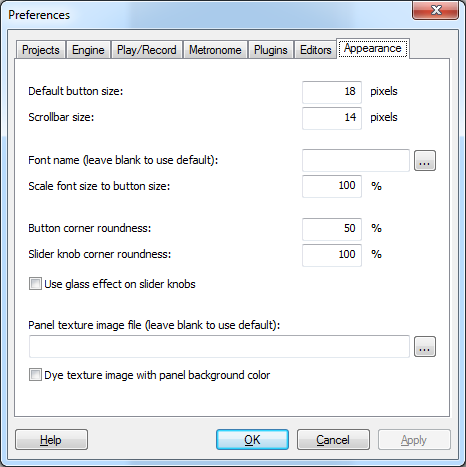 Preferences
Projects Engine Play/Record Metronome Plugins Editors Appearance
Default button size: 18 pixels
Scrollbar size: 14 pixels
Font name (leave blank to use default): ...
Scale font size to button size: 100 %
Button corner roundness: 50 %
Slider knob corner roundness: 100 %
Use glass effect on slider knobs
Panel texture image file (leave blank to use default):
...
Dye texture image with panel background color
Help OK Cancel Apply